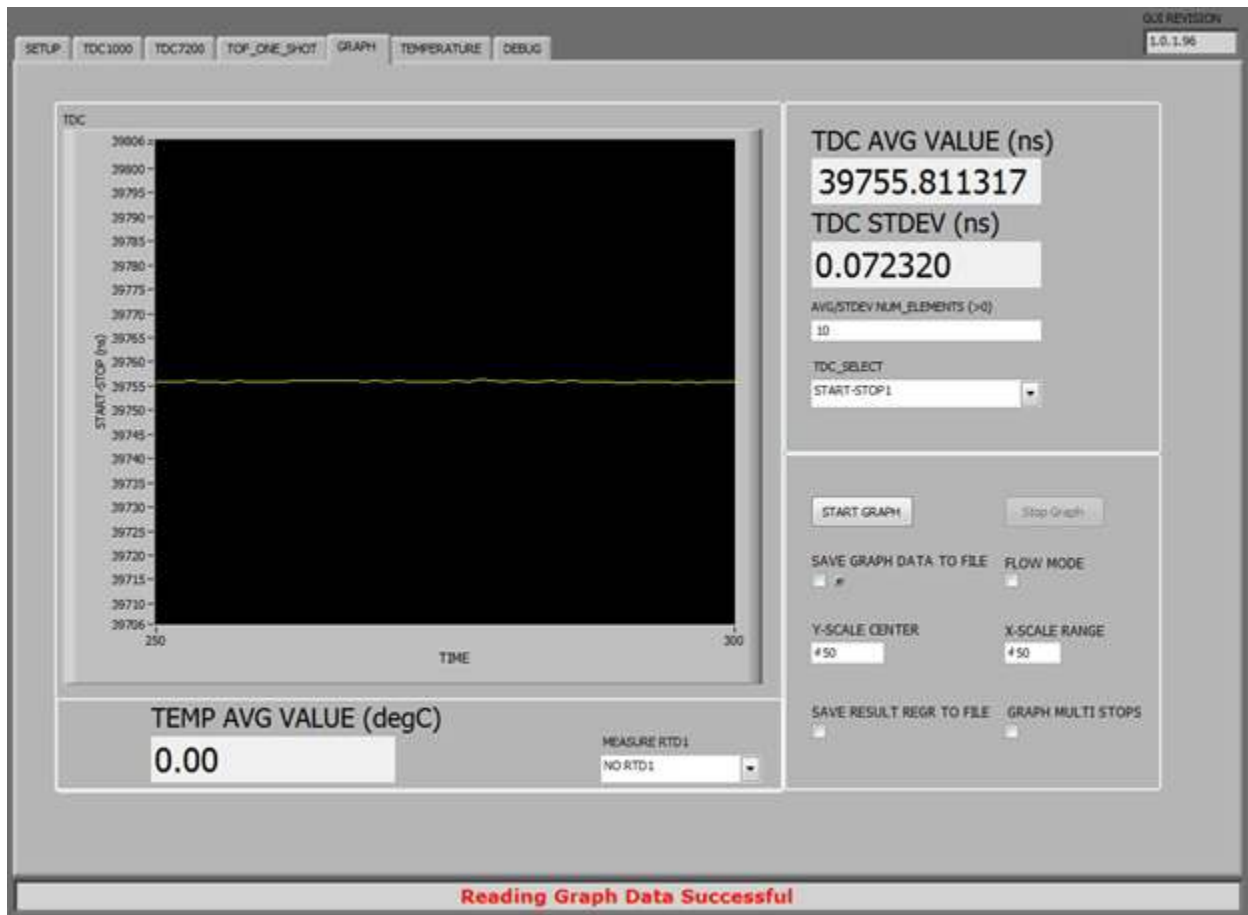 GUI REVISION
1.0.1.96
SETUP TDC1000 TDC7200 TOF_ONE_SHOT GRAPH TEMPERATURE DEBUG
TDC
39806
39800
39795
39790
39785
39780
39775
39770
39765
39760
39755
39750
39745
39740
39735
39730
39725
39720
39715
39710
39706
START-STOP (ns)
250 300
TIME
TDC AVG VALUE (ns)
39755.811317
TDC STDEV (ns)
0.072320
AVG/STDEV NUM_ELEMENTS (>0)
10
TDC_SELECT
START-STOP1
START GRAPH Stop Graph
SAVE GRAPH DATA TO FILE FLOW MODE
Y-SCALE CENTER X-SCALE RANGE
50 50
SAVE RESULT REGR TO FILE GRAPH MULTI STOPS
TEMP AVG VALUE (degC)
0.00
MEASURE RTD1
NO RTD1
Reading Graph Data Successful